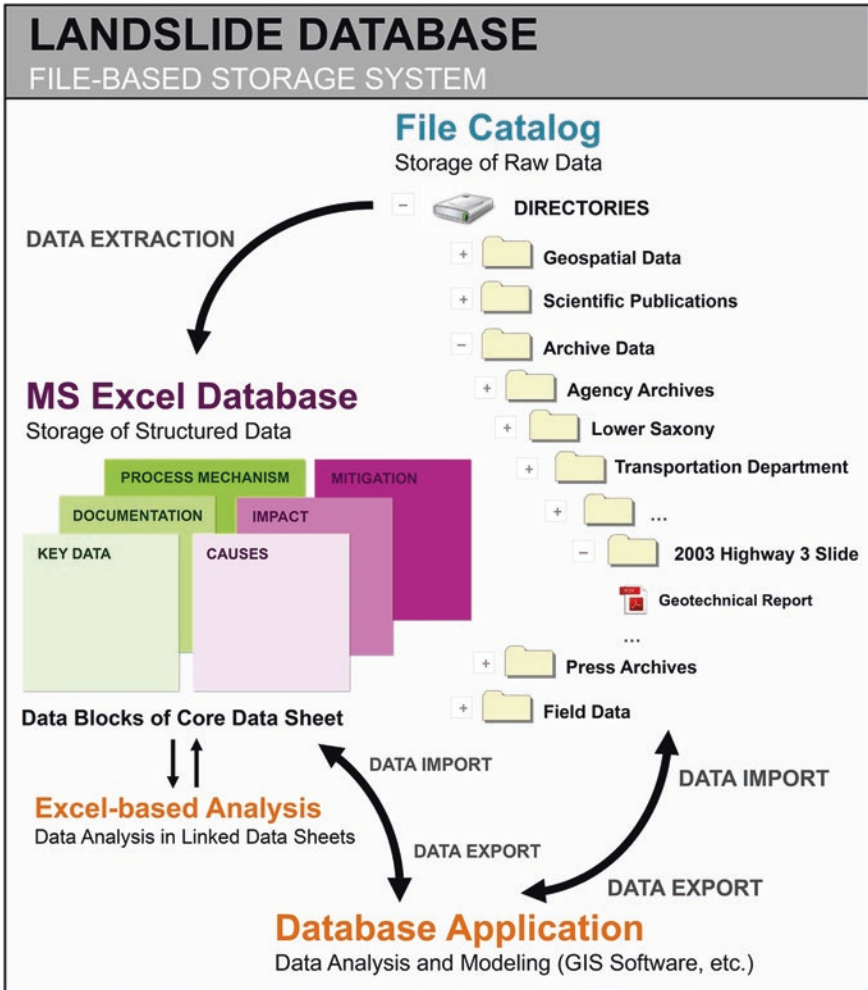 LANDSLIDE DATABASE
FILE-BASED STORAGE SYSTEM
File Catalog
Storage of Raw Data
DIRECTORIES
DATA EXTRACTION
Geospatial Data
Scientific Publications
Archive Data
Agency Archives
Lower Saxony
Transportation Department
...
2003 Highway 3 Slide
PDF
Geotechnical Report
...
Press Archives
Field Data
MS Excel Database
Storage of Structured Data
PROCESS MECHANISM
MITIGATION
DOCUMENTATION
IMPACT
KEY DATA
CAUSES
Data Blocks of Core Data Sheet
Excel-based Analysis
Data Analysis in Linked Data Sheets
DATA IMPORT
DATA EXPORT
DATA IMPORT
DATA EXPORT
Database Application
Data Analysis and Modeling (GIS Software, etc.)